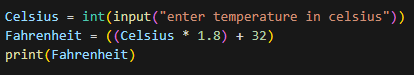 Celsius = int(input("enter temperature in celsius"))
Fahrenheit = ((Celsius * 1.8) + 32)
print(Fahrenheit)